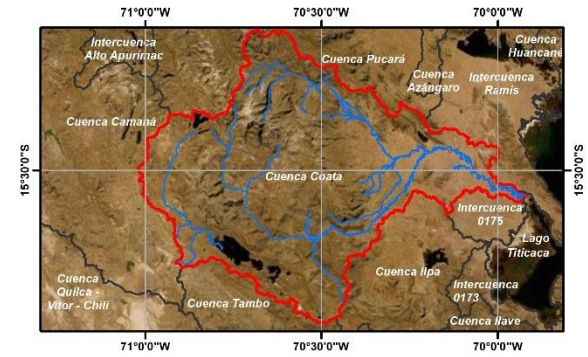 71°0'0"W
70°30'0"W
70°0'0"W
Intercuenca
Alto Apurimac
Cuenca Pucará
Cuenca
Huancané
Cuenca
Azángaro
Intercuenca
Ramis
Cuenca Camaná
15°30'0"S
Cuenca Coata
15°30'0"S
Intercuenca
0175
Lago
Titicaca
Cuenca Ilpa
Cuenca
Quilca -
Vitor - Chili
Cuenca Tambo
Intercuenca
0173
Cuenca Ilave
71°0'0"W
70°30'0"W
70°0'0"W